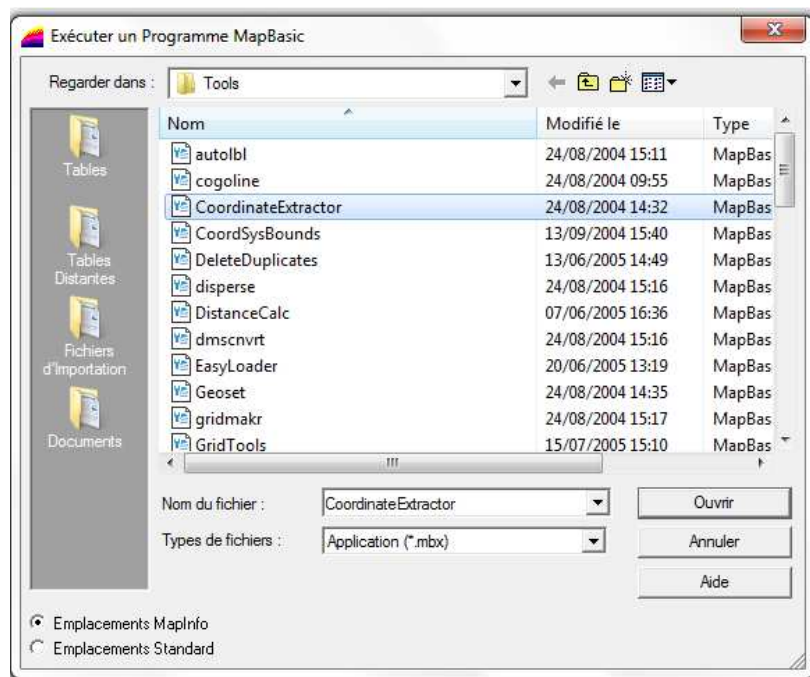 Exécuter un Programme MapBasic
Regarder dans : Tools
Nom Modifié le Type
autolbl 24/08/2004 15:11 MapBas
cogoline 24/08/2004 09:55 MapBas
CoordinateExtractor 24/08/2004 14:32 MapBas
CoordSysBounds 13/09/2004 15:40 MapBas
DeleteDuplicates 13/06/2005 14:49 MapBas
disperse 24/08/2004 15:16 MapBas
DistanceCalc 07/06/2005 16:36 MapBas
dmscnvrt 24/08/2004 15:16 MapBas
EasyLoader 20/06/2005 13:19 MapBas
Geoset 24/08/2004 14:35 MapBas
gridmakr 24/08/2004 15:17 MapBas
GridTools 15/07/2005 15:10 MapBas
Tables
Tables
Distantes
Fichiers
d'Importation
Documents
Nom du fichier : CoordinateExtractor Ouvrir
Types de fichiers : Application (*.mbx) Annuler
Aide
Emplacements MapInfo
Emplacements Standard